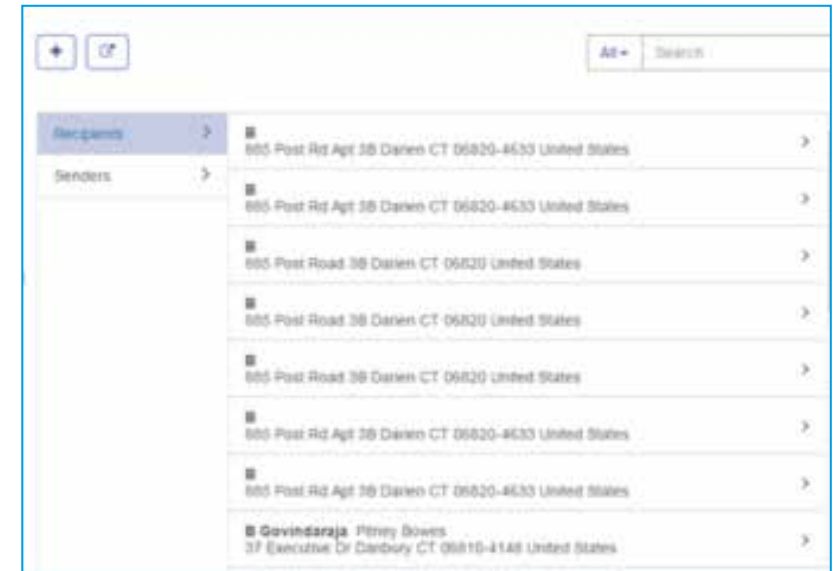 +
All
Search
Recipients
Senders
B
885 Post Rd Apt 3B Darien CT 06820-4633 United States
B
885 Post Rd Apt 3B Darien CT 06820-4633 United States
B
885 Post Road 3B Darien CT 06820 United States
B
885 Post Road 3B Darien CT 06820 United States
B
885 Post Road 3B Darien CT 06820 United States
B
885 Post Rd Apt 3B Darien CT 06820-4633 United States
B
885 Post Rd Apt 3B Darien CT 06820-4633 United States
B Govindaraja Pitney Bowes
37 Executive Dr Danbury CT 06810-4148 United States